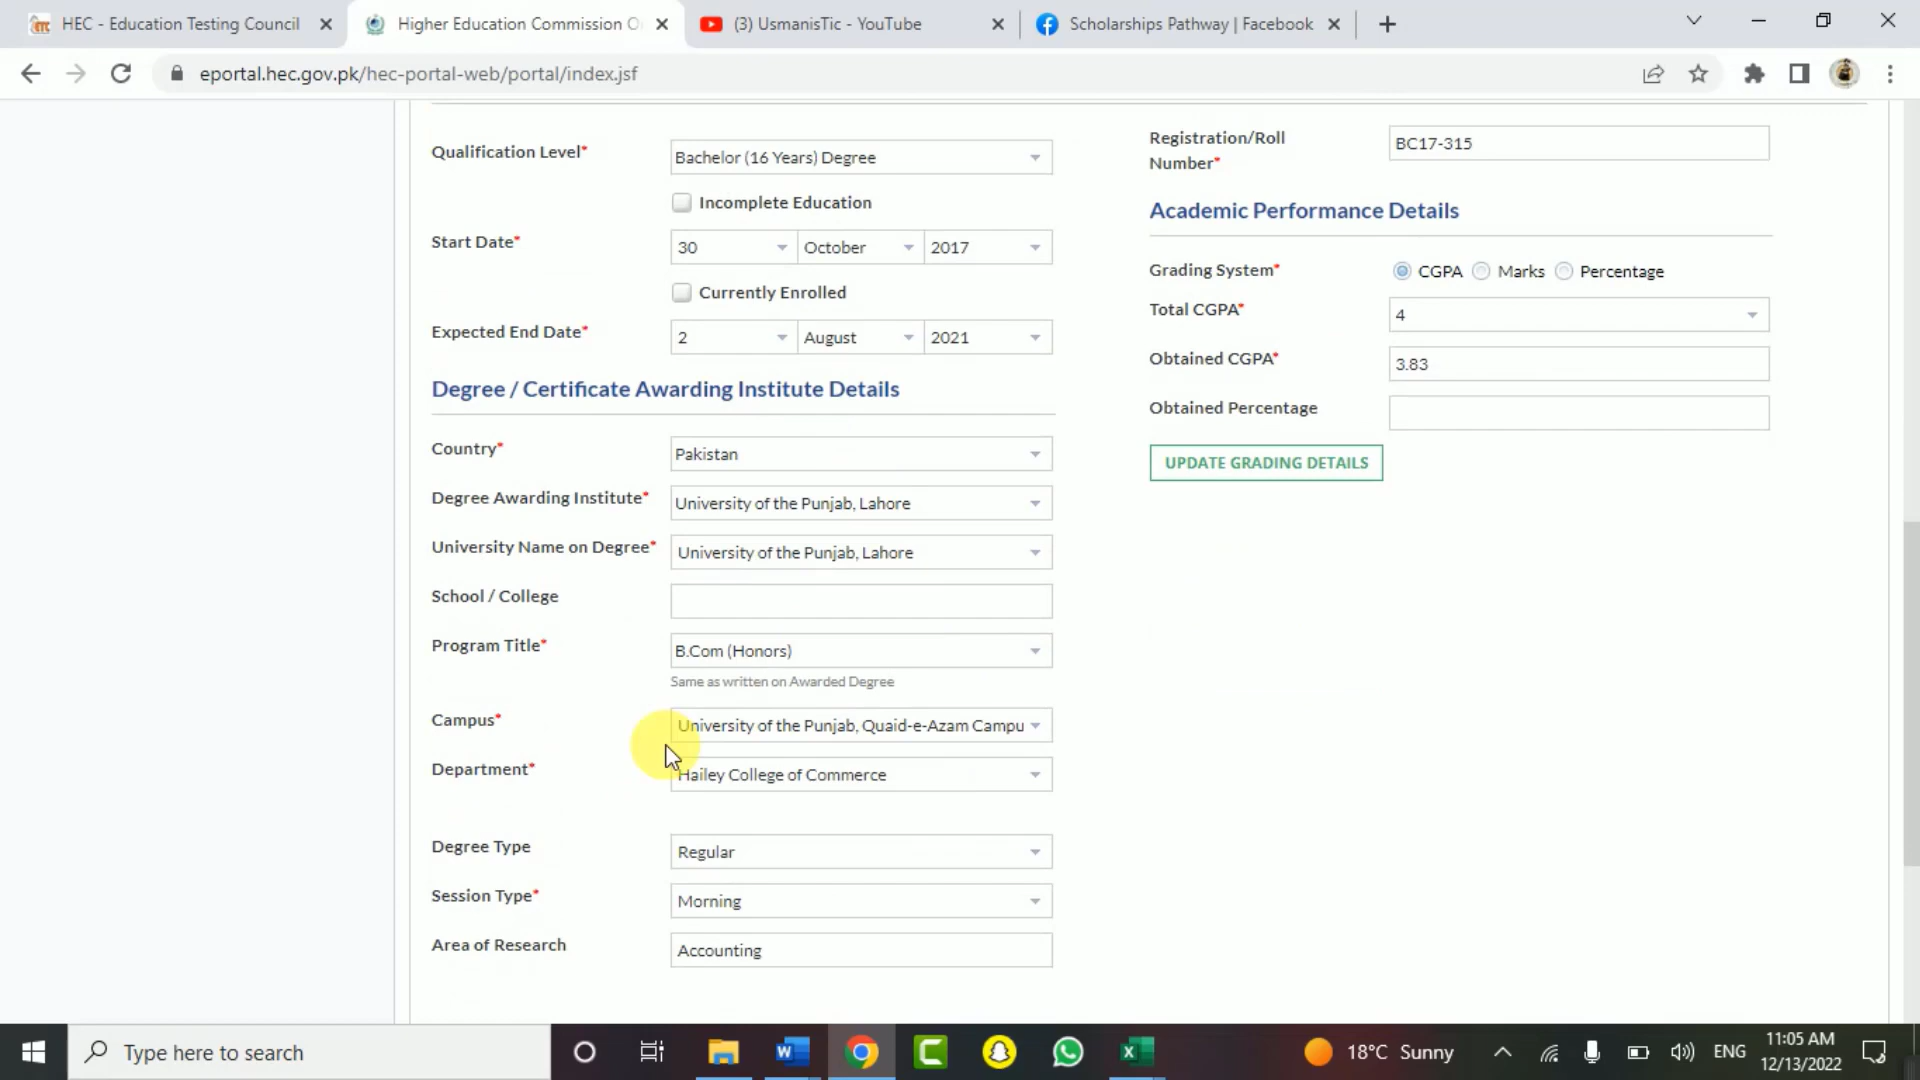 HEC - Education Testing Council
Higher Education Commission O
(3) UsmanisTic - YouTube
Scholarships Pathway | Facebook
eportal.hec.gov.pk/hec-portal-web/portal/index.jsf
Qualification Level*
Bachelor (16 Years) Degree
Incomplete Education
Start Date*
30
October
2017
Currently Enrolled
Expected End Date*
2
August
2021
Degree / Certificate Awarding Institute Details
Country*
Pakistan
Degree Awarding Institute*
University of the Punjab, Lahore
University Name on Degree*
University of the Punjab, Lahore
School / College
Program Title*
B.Com (Honors)
Same as written on Awarded Degree
Campus*
University of the Punjab, Quaid-e-Azam Campu
Department*
Hailey College of Commerce
Degree Type
Regular
Session Type*
Morning
Area of Research
Accounting
Registration/Roll
Number*
BC17-315
Academic Performance Details
Grading System*
CGPA
Marks
Percentage
Total CGPA*
4
Obtained CGPA*
3.83
Obtained Percentage
UPDATE GRADING DETAILS
Type here to search
18°C Sunny
ENG
11:05 AM
12/13/2022